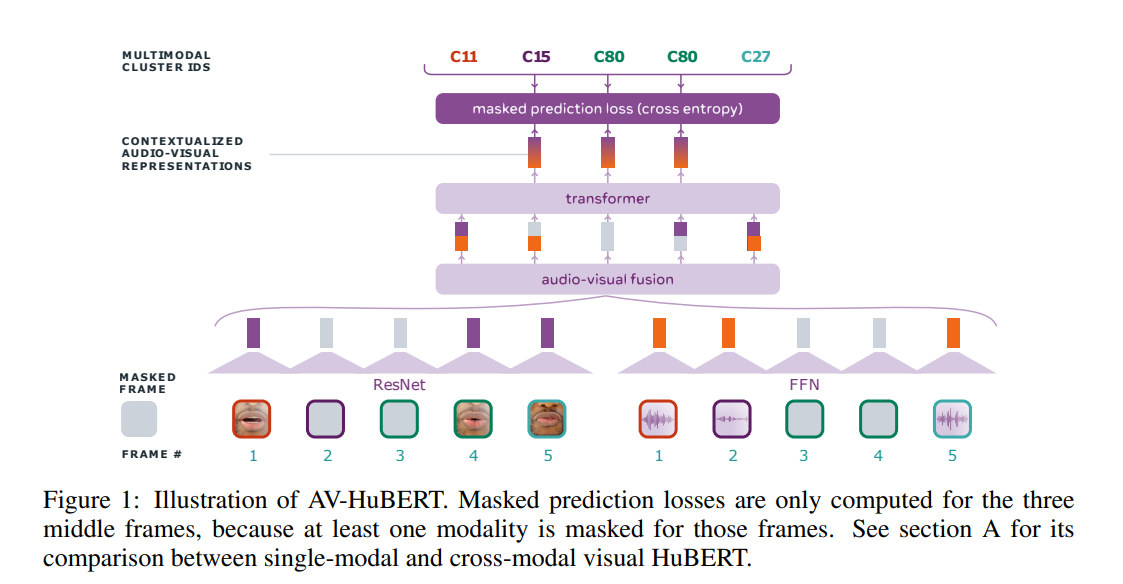 MULTIMODAL
CLUSTER IDS
C11 C15 C80 C80 C27
masked prediction loss (cross entropy)
CONTEXTUALIZED
AUDIO-VISUAL
REPRESENTATIONS
transformer
audio-visual fusion
MASKED
FRAME
ResNet FFN
FRAME # 1 2 3 4 5 1 2 3 4 5
Figure 1: Illustration of AV-HuBERT. Masked prediction losses are only computed for the three
middle frames, because at least one modality is masked for those frames. See section A for its
comparison between single-modal and cross-modal visual HuBERT.